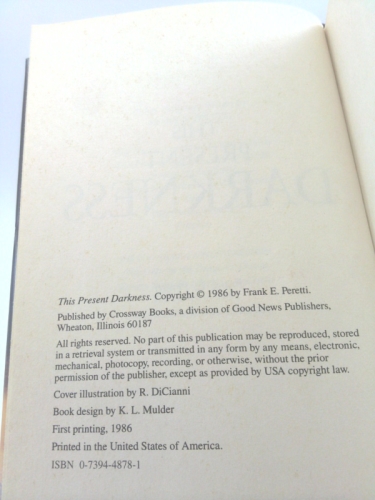 This Present Darkness. Copyright © 1986 by Frank E. Peretti.
Published by Crossway Books, a division of Good News Publishers,
Wheaton, Illinois 60187
All rights reserved. No part of this publication may be reproduced, stored
in a retrieval system or transmitted in any form by any means, electronic,
mechanical, photocopy, recording, or otherwise, without the prior
permission of the publisher, except as provided by USA copyright law.
Cover illustration by R. DiCianni
Book design by K. L. Mulder
First printing, 1986
Printed in the United States of America.
ISBN 0-7394-4878-1